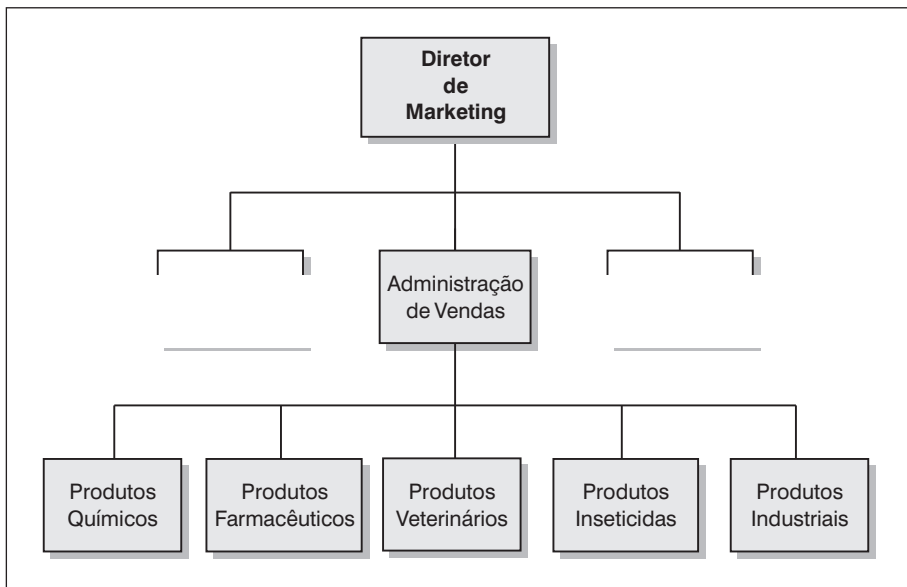 Diretor
de
Marketing
Administração
de Vendas
Produtos
Químicos
Produtos
Farmacêuticos
Produtos
Veterinários
Produtos
Inseticidas
Produtos
Industriais